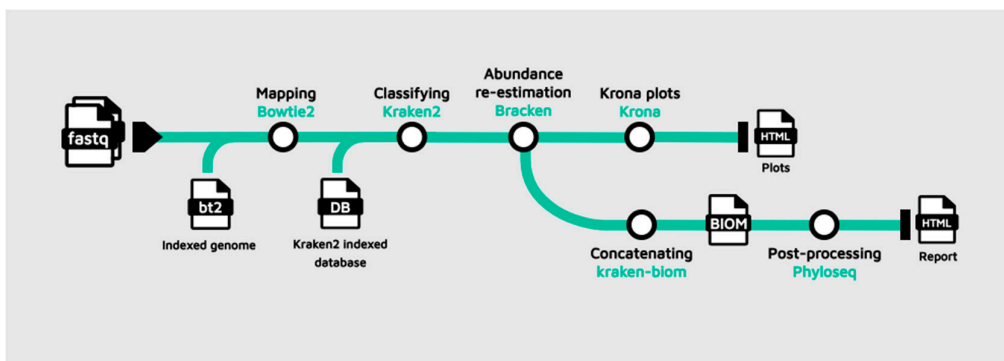 fastq
Mapping
Bowtie2
bt2
Indexed genome
Classifying
Kraken2
DB
Kraken2 indexed
database
Abundance
re-estimation
Bracken
Krona plots
Krona
HTML
Plots
Concatenating
kraken-biom
BIOM
Post-processing
Phyloseq
HTML
Report